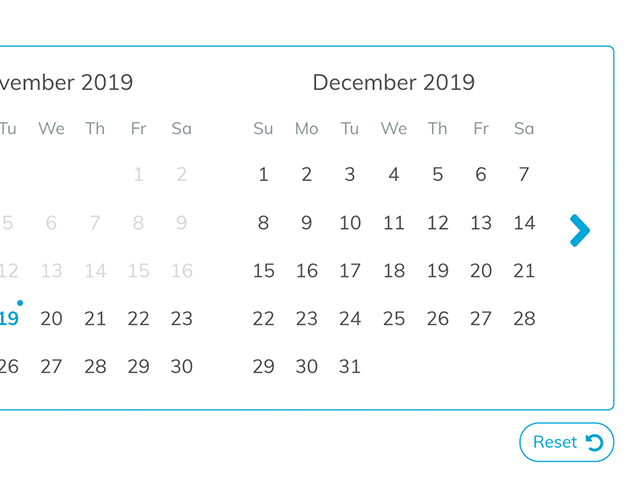 vember 2019 December 2019
Tu We Th Fr Sa Su Mo Tu We Th Fr Sa
1 2 1 2 3 4 5 6 7
5 6 7 8 9 8 9 10 11 12 13 14
12 13 14 15 16 15 16 17 18 19 20 21
19 20 21 22 23 22 23 24 25 26 27 28
26 27 28 29 30 29 30 31
Reset